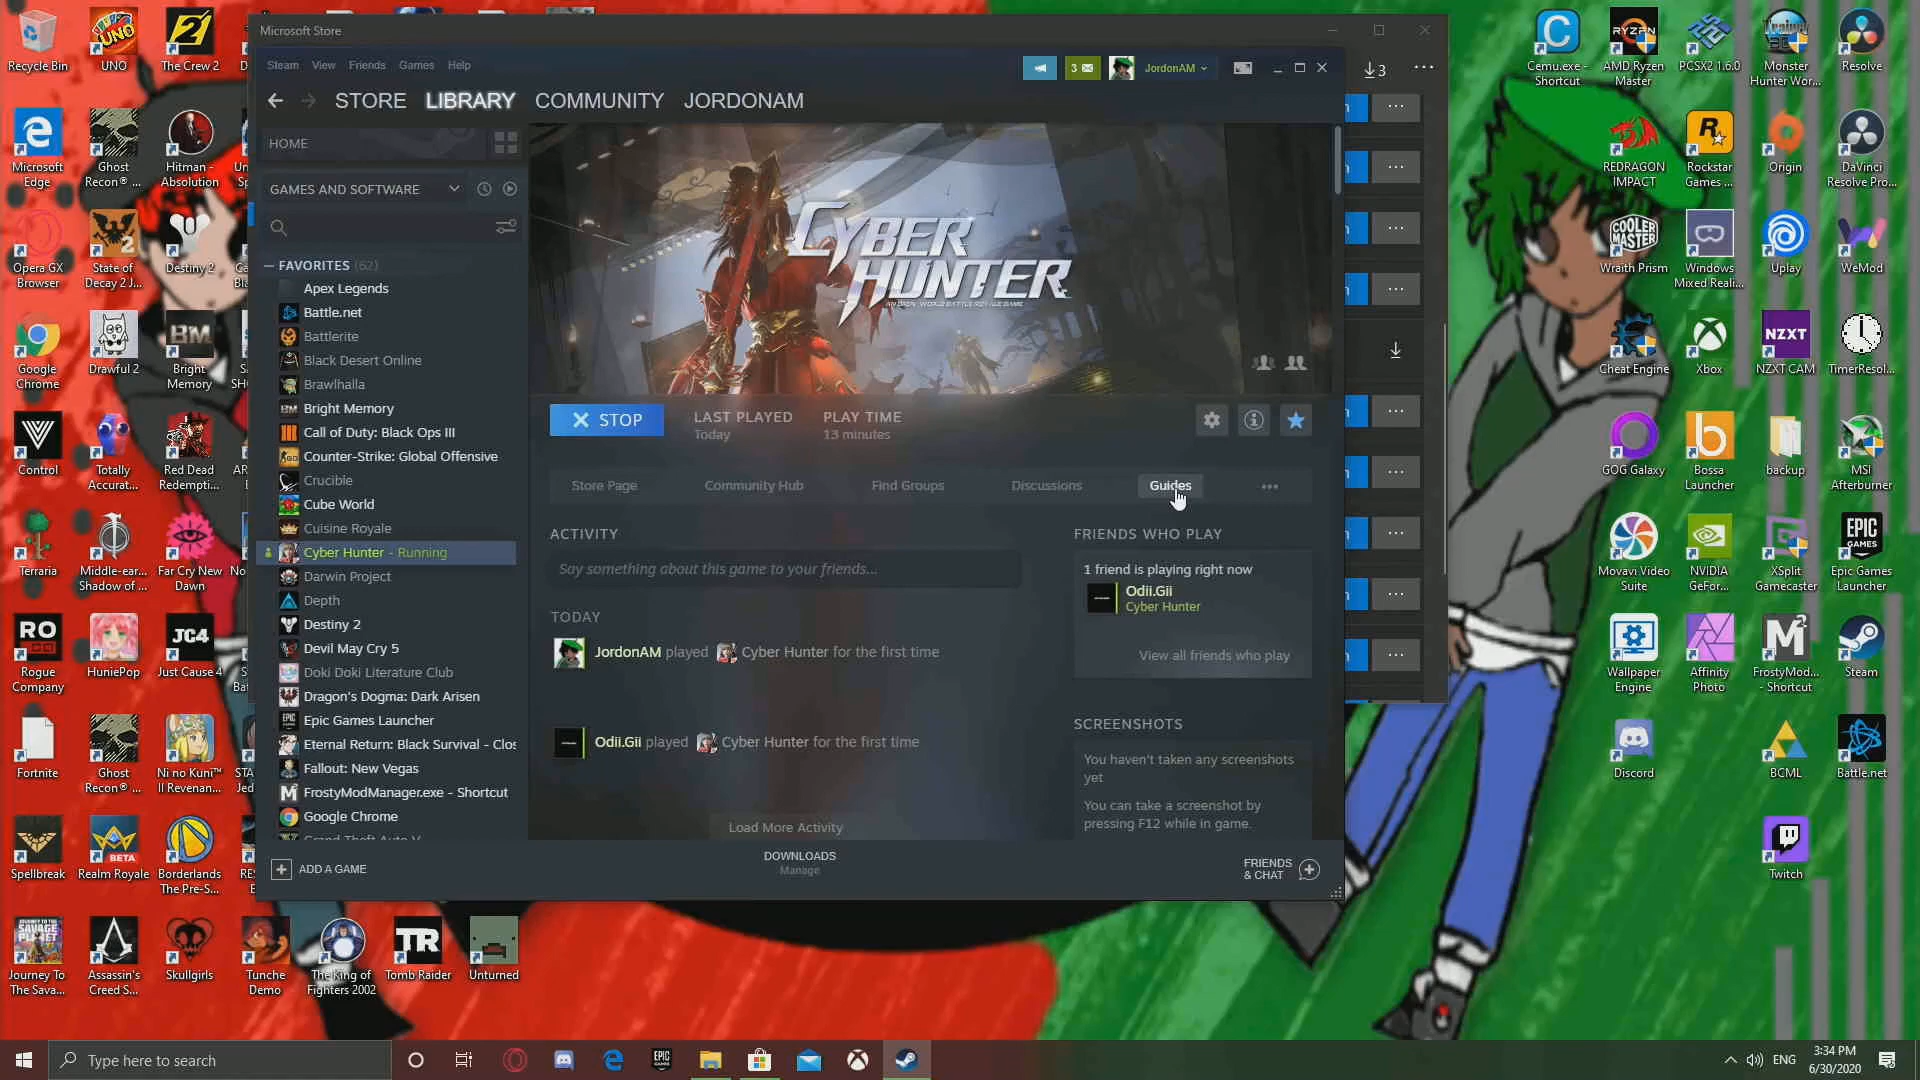 Microsoft Store
Steam View Friends Games Help
3
JordonAM
3
STORE LIBRARY COMMUNITY JORDONAM
HOME
GAMES AND SOFTWARE
FAVORITES (62)
Apex Legends
Battle.net
Battlerite
Black Desert Online
Brawlhalla
Bright Memory
Call of Duty: Black Ops III
Counter-Strike: Global Offensive
Crucible
Cube World
Cuisine Royale
Cyber Hunter - Running
Darwin Project
Depth
Destiny 2
Devil May Cry 5
Doki Doki Literature Club
Dragon's Dogma: Dark Arisen
Epic Games Launcher
Eternal Return: Black Survival - Clos
Fallout: New Vegas
FrostyModManager.exe - Shortcut
Google Chrome
Grand Theft Auto V
ADD A GAME
CYBER
HUNTER
AN OPEN WORLD BATTLE ROYALE GAME
STOP
LAST PLAYED
Today
PLAY TIME
13 minutes
Store Page Community Hub Find Groups Discussions Guides
ACTIVITY
Say something about this game to your friends...
TODAY
JordonAM played Cyber Hunter for the first time
Odii.Gii played Cyber Hunter for the first time
Load More Activity
FRIENDS WHO PLAY
1 friend is playing right now
Odii.Gii
Cyber Hunter
View all friends who play
SCREENSHOTS
You haven't taken any screenshots
yet
You can take a screenshot by
pressing F12 while in game.
DOWNLOADS
Manage
FRIENDS
& CHAT
Recycle Bin
UNO
The Crew 2
Microsoft
Edge
Ghost
Recon® ...
Hitman -
Absolution
Opera GX
Browser
State of
Decay 2 J...
Destiny 2
Google
Chrome
Drawful 2
Bright
Memory
Control
Totally
Accurat...
Red Dead
Redempti...
Terraria
Middle-ear...
Shadow of ...
Far Cry New
Dawn
Rogue
Company
HuniePop
Just Cause 4
Fortnite
Ghost
Recon® ...
Ni no Kuni™
II Revenan...
Spellbreak
Realm Royale
Borderlands
The Pre-S...
Journey To
The Sava...
Assassin's
Creed S...
Skullgirls
Tunche
Demo
The King of
Fighters 2002
Tomb Raider
Unturned
Cemu.exe -
Shortcut
AMD Ryzen
Master
PCSX2 1.6.0
Monster
Hunter Wor...
Resolve
REDRAGON
IMPACT
Rockstar
Games ...
Origin
DaVinci
Resolve Pro...
Wraith Prism
Windows
Mixed Reali...
Uplay
WeMod
Cheat Engine
Xbox
NZXT CAM
TimerResol...
GOG Galaxy
Bossa
Launcher
backup
MSI
Afterburner
Movavi Video
Suite
NVIDIA
GeFor...
XSplit
Gamecaster
Epic Games
Launcher
Wallpaper
Engine
Affinity
Photo
FrostyMod...
- Shortcut
Steam
Discord
BCML
Battle.net
Twitch
Type here to search
ENG
3:34 PM
6/30/2020